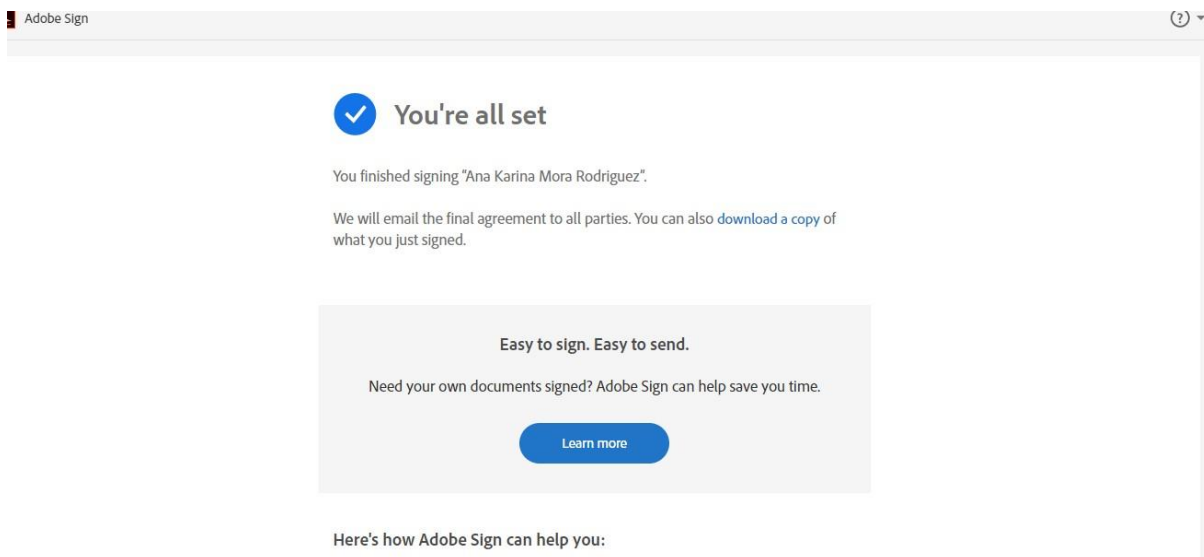 Adobe Sign
You're all set
You finished signing "Ana Karina Mora Rodriguez".
We will email the final agreement to all parties. You can also download a copy of
what you just signed.
Easy to sign. Easy to send.
Need your own documents signed? Adobe Sign can help save you time.
Learn more
Here's how Adobe Sign can help you: